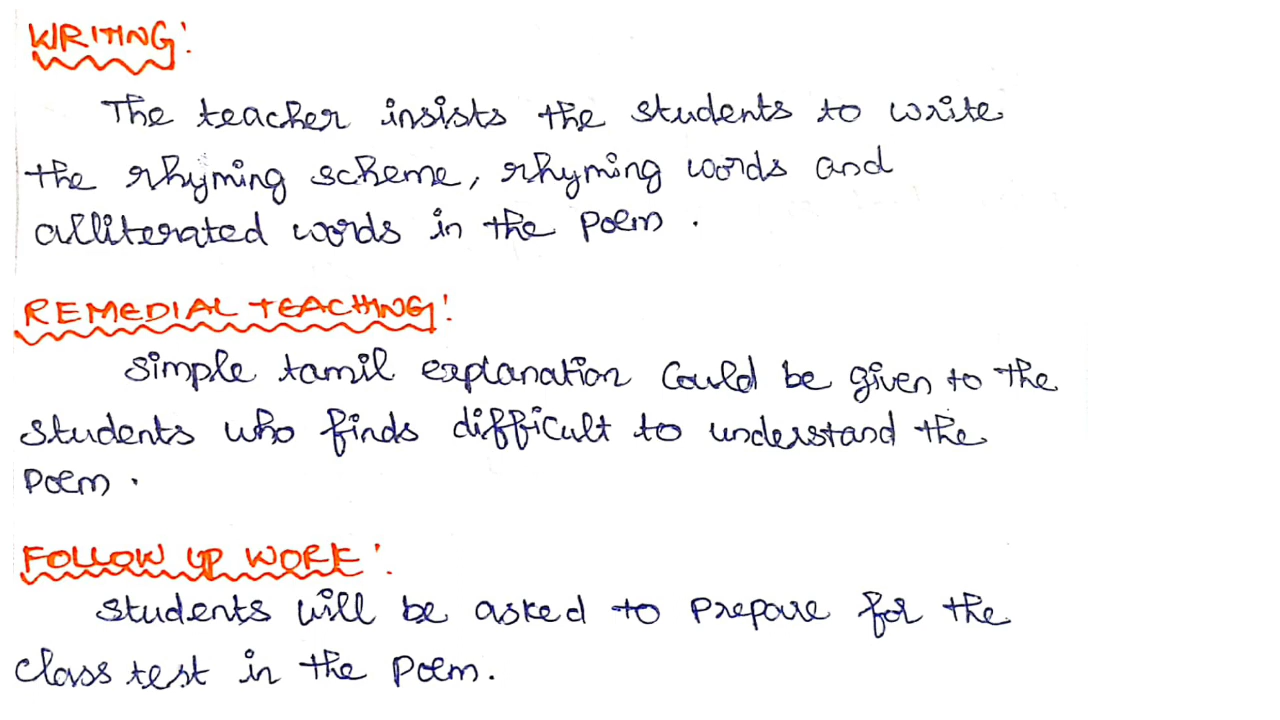 WRITING:
The teacher insists the students to write
the rhyming scheme, rhyming words and
alliterated words in the poem.
REMEDIAL TEACHING:
Simple tamil explanation could be given to the
students who finds difficult to understand the
poem.
FOLLOW UP WORK:
Students will be asked to prepare for the
class test in the poem.